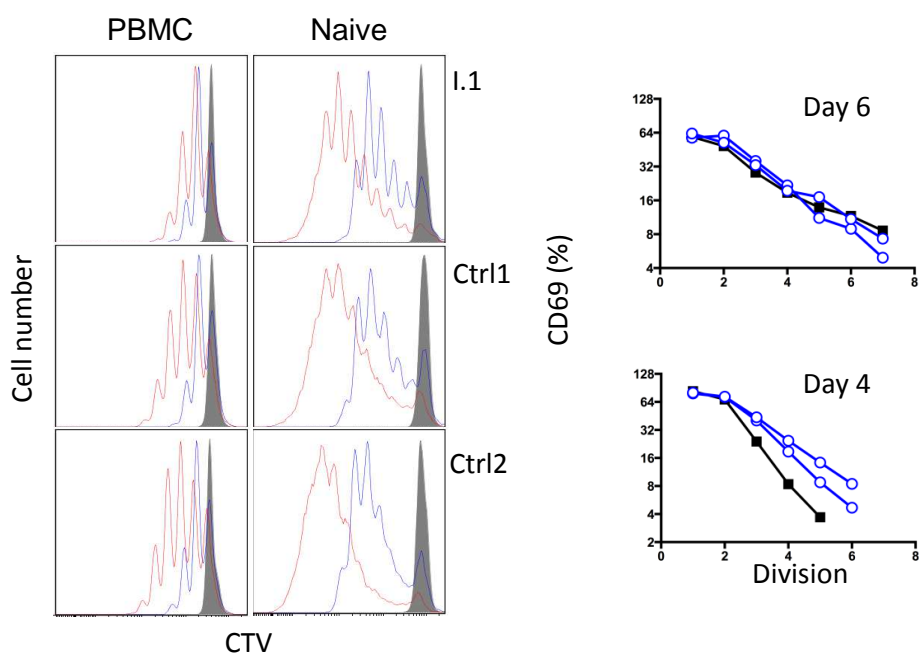 PBMC Naive
I.1
Ctrl1
Ctrl2
Cell number
CTV
Day 6
128
64
32
16
8
4
0 2 4 6 8
CD69 (%)
Day 4
128
64
32
16
8
4
2
0 2 4 6 8
Division